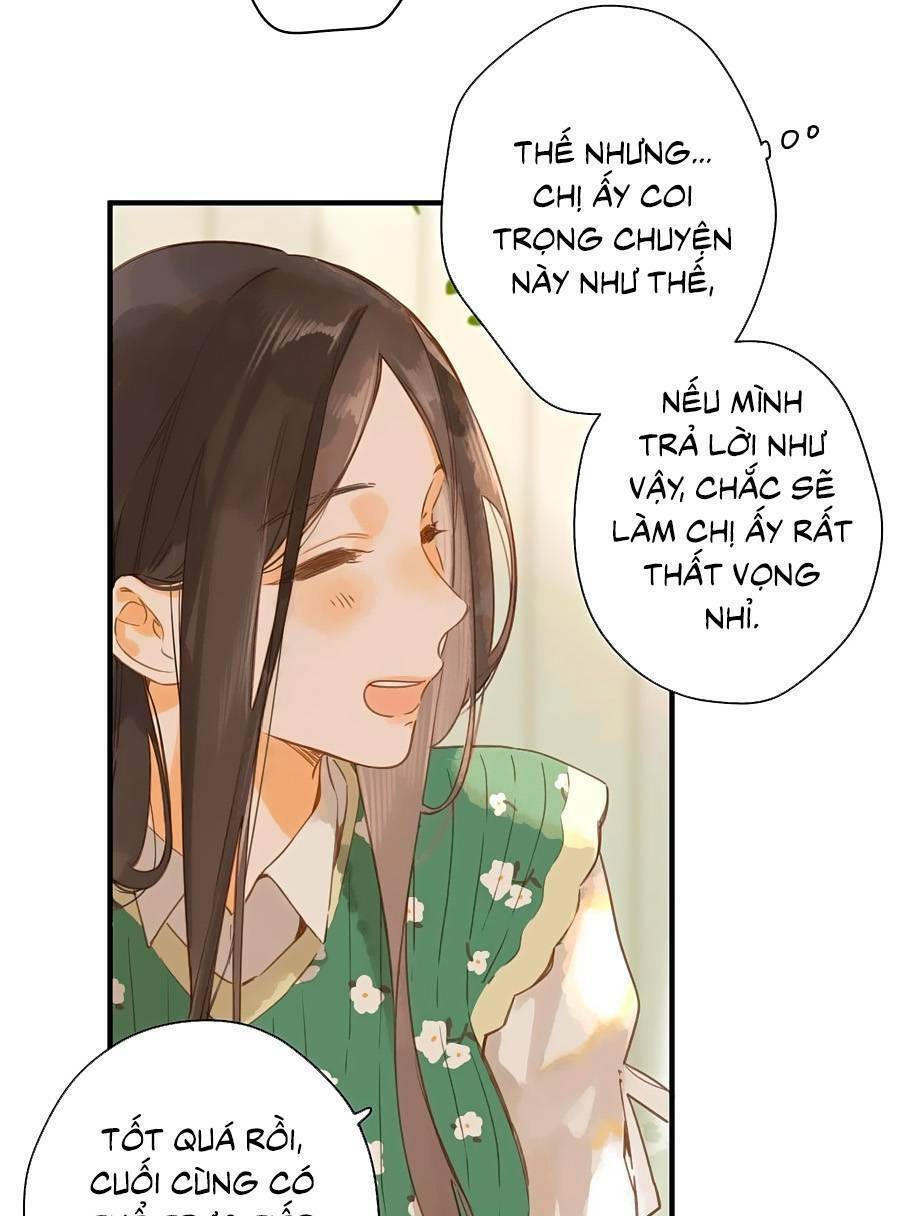 THẾ NHƯNG...
CHỊ ẤY COI
TRỌNG CHUYỆN
NÀY NHƯ THẾ,
NẾU MÌNH
TRẢ LỜI NHƯ
VẬY, CHẮC SẼ
LÀM CHỊ ẤY RẤT
THẤT VỌNG
NHỈ.
TỐT QUÁ RỒI,
CUỐI CÙNG CÓ